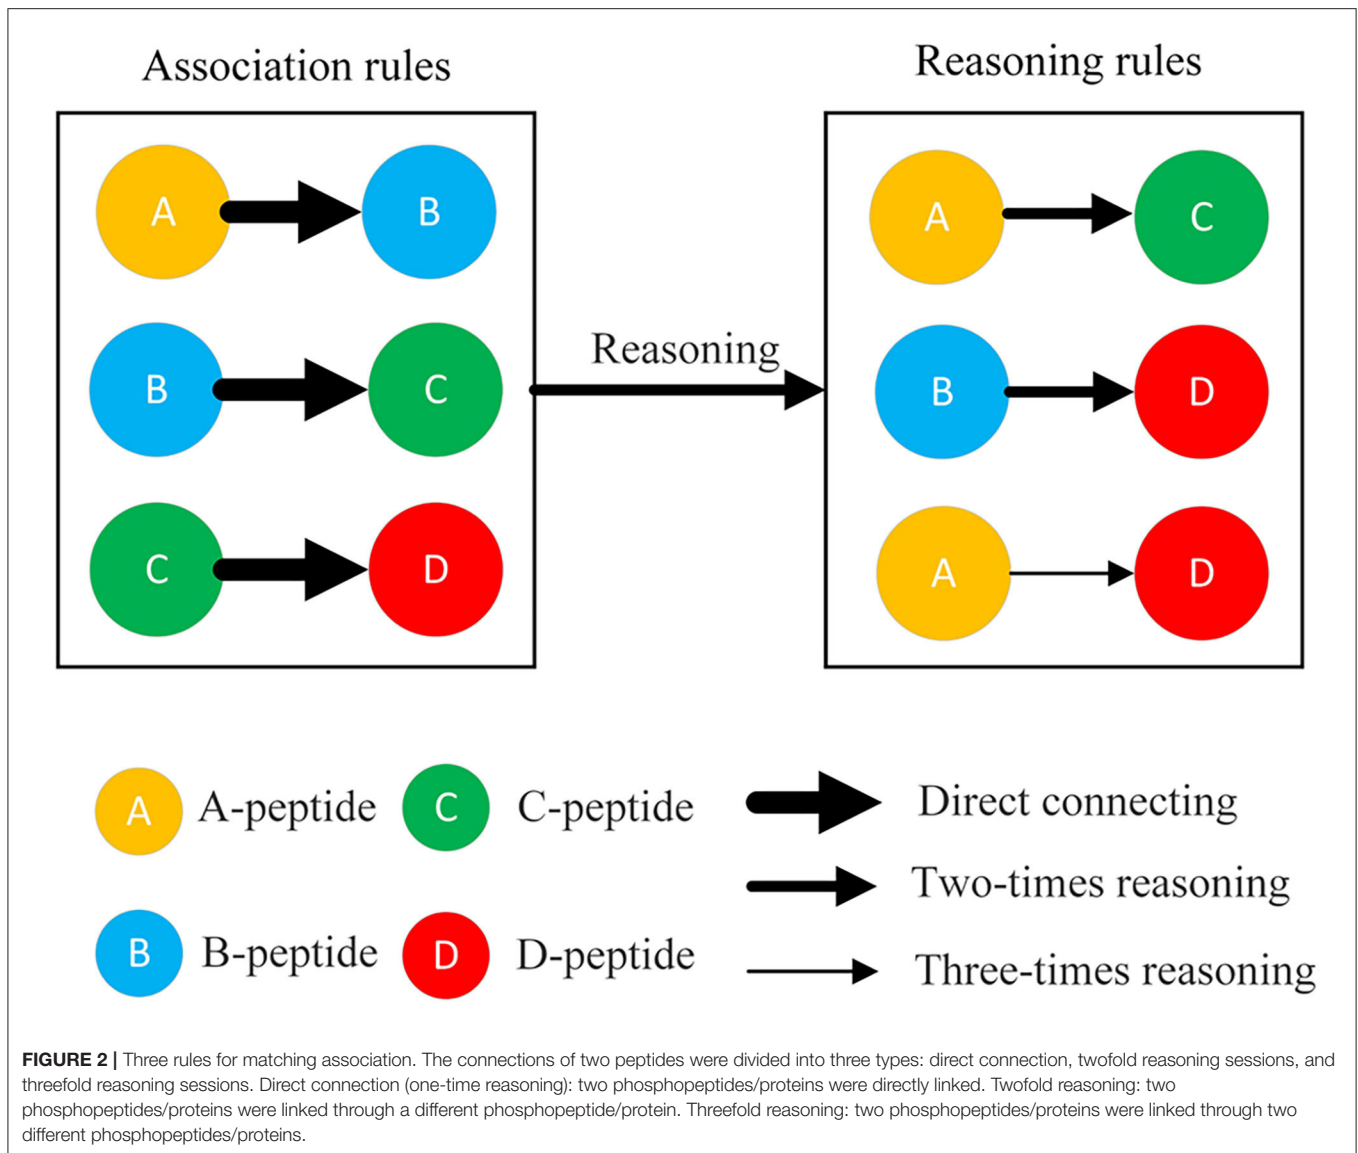 Association rules
Reasoning rules
A
B
B
C
C
D
Reasoning
A
C
B
D
A
D
A
A-peptide
C
C-peptide
Direct connecting
Two-times reasoning
B
B-peptide
D
D-peptide
Three-times reasoning
FIGURE 2 | Three rules for matching association. The connections of two peptides were divided into three types: direct connection, twofold reasoning sessions, and
threefold reasoning sessions. Direct connection (one-time reasoning): two phosphopeptides/proteins were directly linked. Twofold reasoning: two
phosphopeptides/proteins were linked through a different phosphopeptide/protein. Threefold reasoning: two phosphopeptides/proteins were linked through two
different phosphopeptides/proteins.